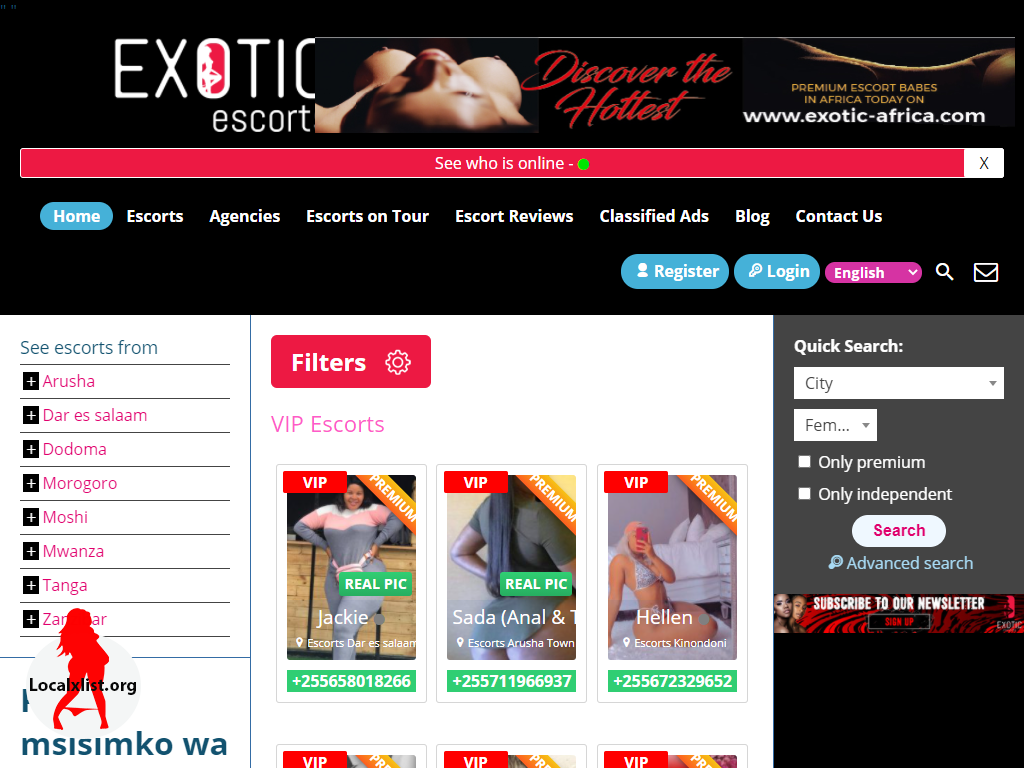 " "
EXOTIC
escorts
Discover the
Hottest
PREMIUM ESCORT BABES
IN AFRICA TODAY ON
www.exotic-africa.com
See who is online -
X
Home Escorts Agencies Escorts on Tour Escort Reviews Classified Ads Blog Contact Us
Register Login English
See escorts from
+ Arusha
+ Dar es salaam
+ Dodoma
+ Morogoro
+ Moshi
+ Mwanza
+ Tanga
+
Localxlist.org
msisimko wa
Filters
VIP Escorts
VIP PREMIUM
REAL PIC
Jackie
Escorts Dar es salaam
+255658018266
VIP PREMIUM
REAL PIC
Sada (Anal & T
Escorts Arusha Town
+255711966937
VIP PREMIUM
Hellen
Escorts Kinondoni
+255672329652
VIP
VIP
VIP
Quick Search:
City
Fem...
Only premium
Only independent
Search
Advanced search
SUBSCRIBE TO OUR NEWSLETTER
SIGN UP
EXOTIC